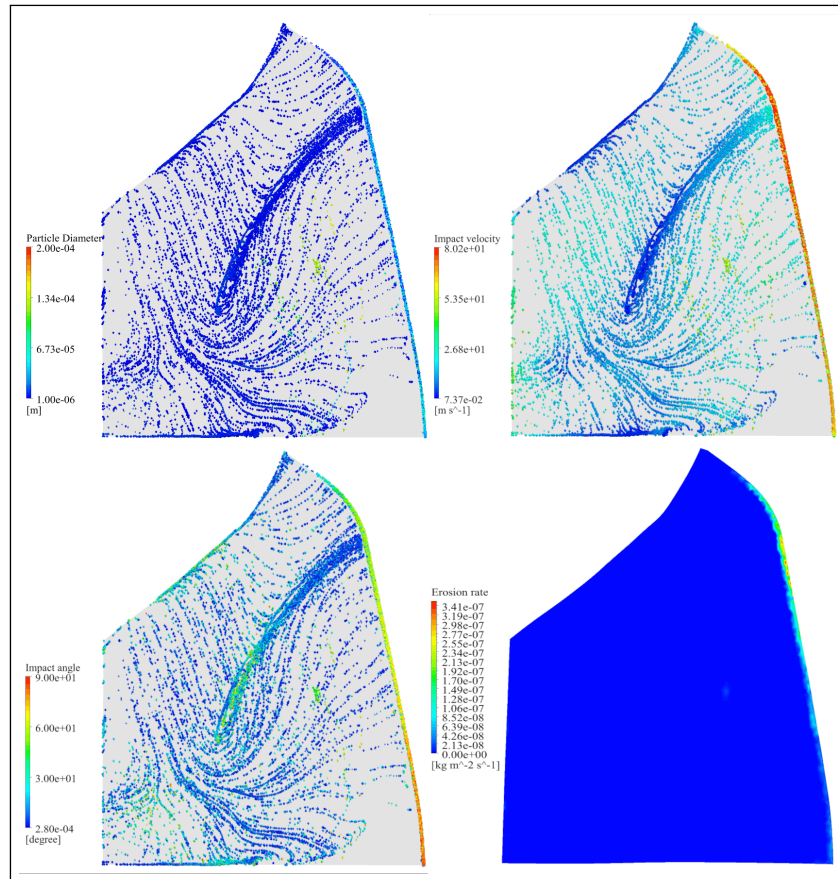 Particle Diameter
2.00e-04
1.34e-04
6.73e-05
1.00e-06
[m]
Impact velocity
8.02e+01
5.35e+01
2.68e+01
7.37e-02
[m s^-1]
Impact angle
9.00e+01
6.00e+01
3.00e+01
2.80e-04
[degree]
Erosion rate
3.41e-07
3.19e-07
2.98e-07
2.77e-07
2.55e-07
2.34e-07
2.13e-07
1.92e-07
1.70e-07
1.49e-07
1.28e-07
1.06e-07
8.52e-08
6.39e-08
4.26e-08
2.13e-08
0.00e+00
[kg m^-2 s^-1]